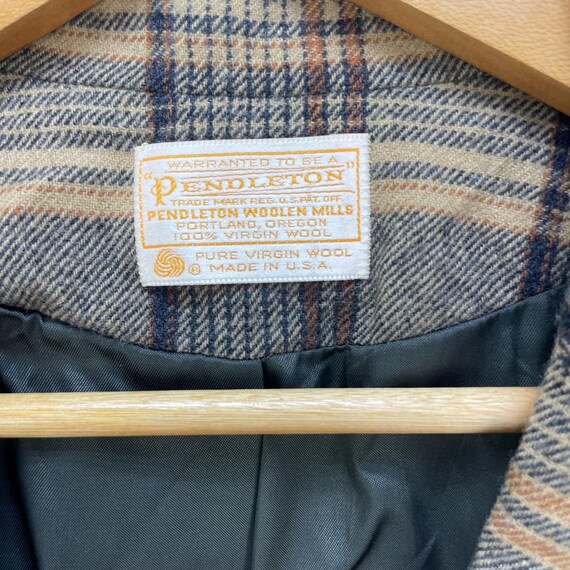 WARRANTED TO BE A
"PENDLETON"
TRADE MARK REG. U.S. PAT. OFF.
PENDLETON WOOLEN MILLS
PORTLAND, OREGON
100% VIRGIN WOOL
PURE VIRGIN WOOL
® MADE IN U.S.A.